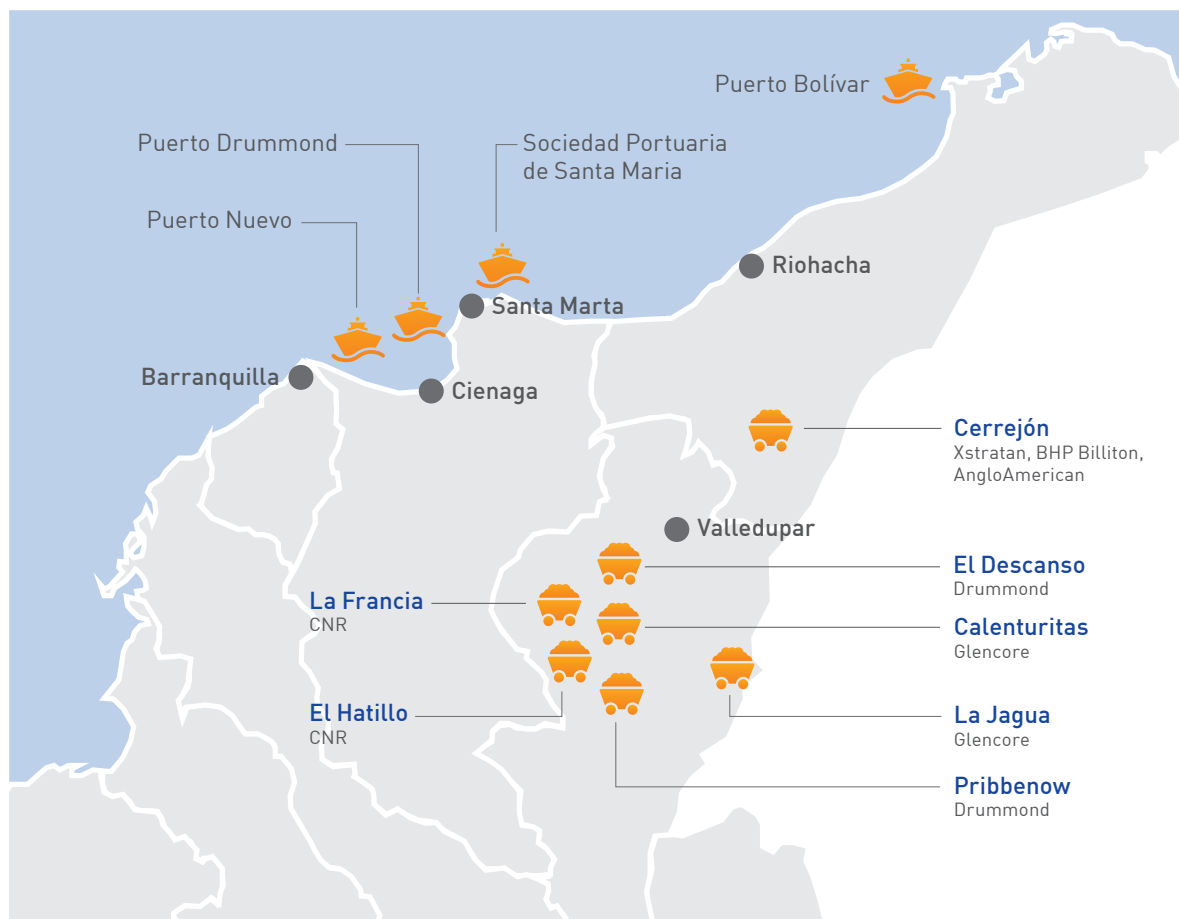 Puerto Bolívar
Puerto Drummond
Sociedad Portuaria
de Santa Maria
Puerto Nuevo
Riohacha
Santa Marta
Barranquilla
Cienaga
Cerrejón
Xstratan, BHP Billiton,
AngloAmerican
Valledupar
El Descanso
Drummond
La Francia
CNR
Calenturitas
Glencore
El Hatillo
CNR
La Jagua
Glencore
Pribbenow
Drummond